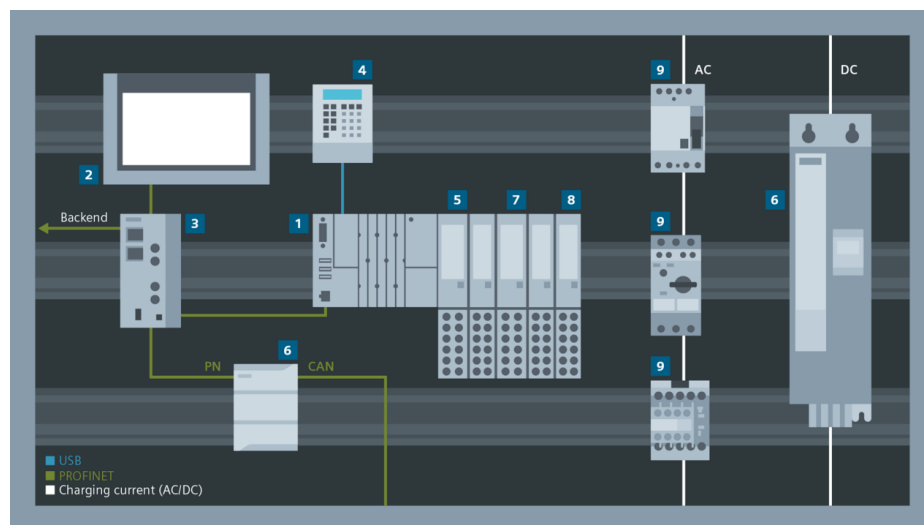 4
9
AC
DC
2
Backend
3
1
5
7
8
9
6
6
PN
CAN
9
USB
PROFINET
Charging current (AC/DC)